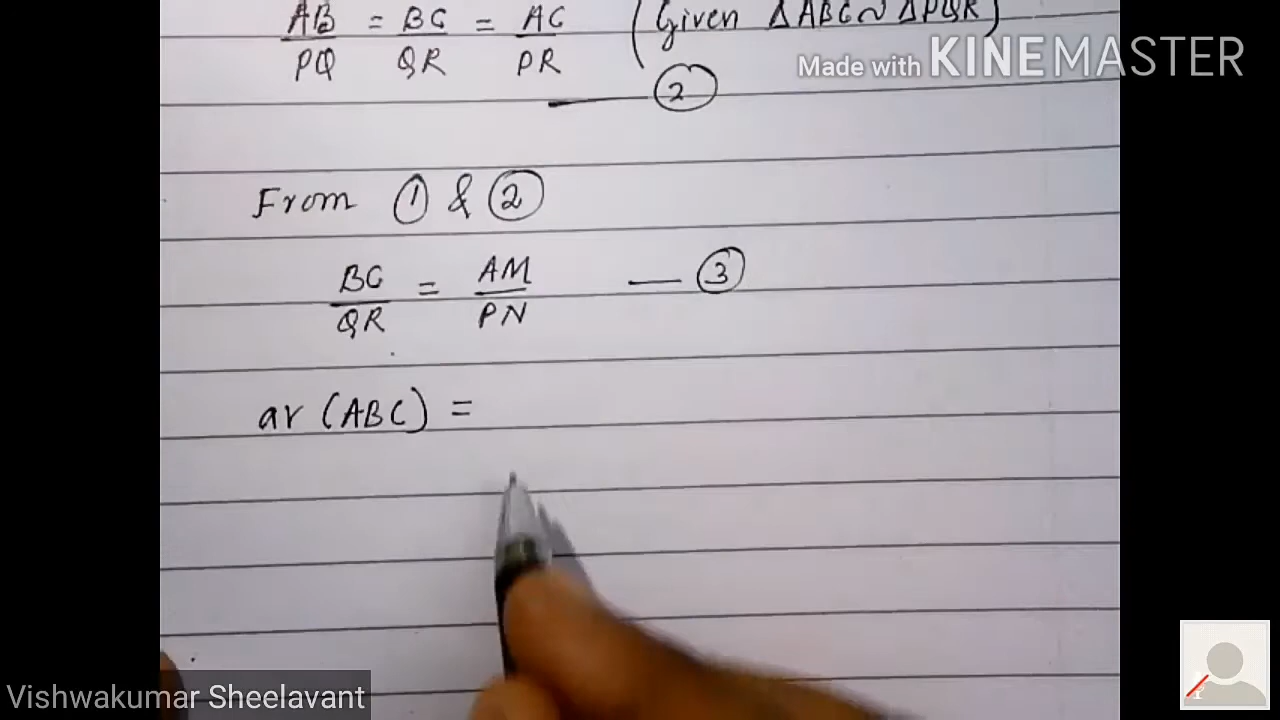 AB/PQ = BC/QR = AC/PR (Given ΔABC ~ ΔPQR)
Made with KINEMASTER
— 2
From 1 & 2
BC/QR = AM/PN — 3
ar (ABC) =
Vishwakumar Sheelavant